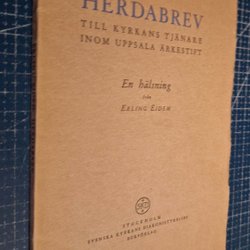 HERDABREV
TILL KYRKANS TJÄNARE
INOM UPPSALA ÄRKESTIFT
En hälsning
från
ERLING EIDEM
STOCKHOLM
SVENSKA KYRKANS DIAKONISTYRELSES
BOKFÖRLAG